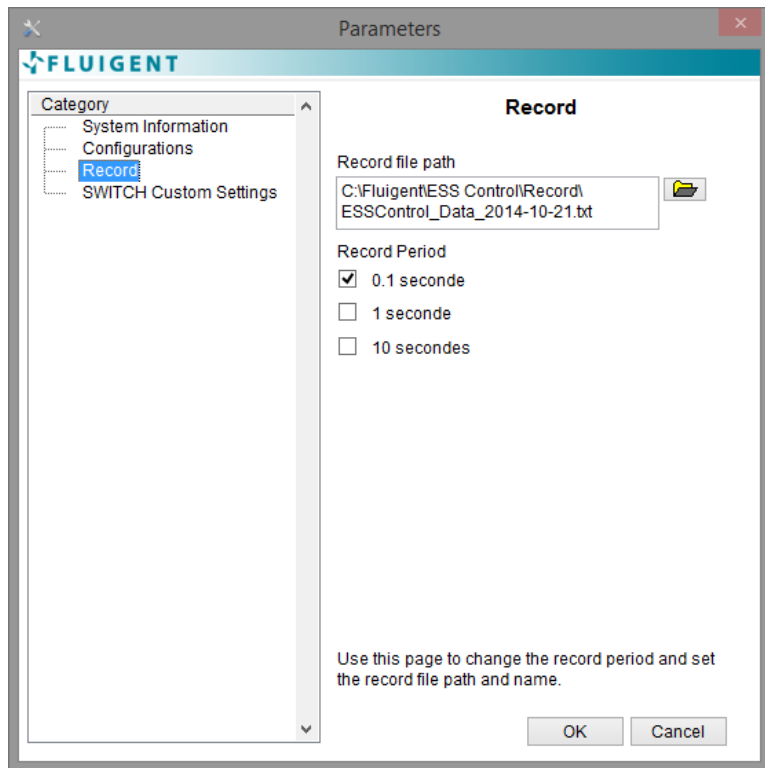 Parameters
FLUIGENT
Category
System Information
Configurations
Record
SWITCH Custom Settings
Record
Record file path
C:\Fluigent\ESS Control\Record\
ESSControl_Data_2014-10-21.txt
Record Period
0.1 seconde
1 seconde
10 secondes
Use this page to change the record period and set
the record file path and name.
OK
Cancel